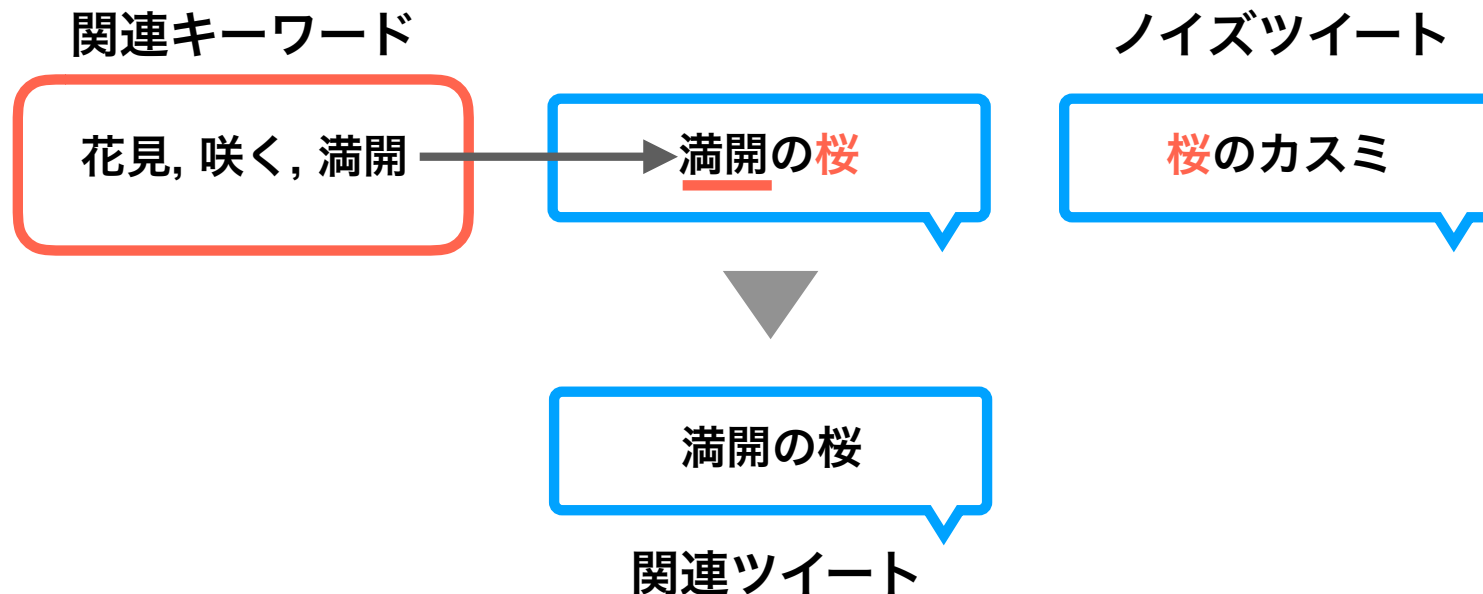 関連キーワード
ノイズツイート
花見, 咲く, 満開
満開の桜
桜のカスミ
満開の桜
関連ツイート